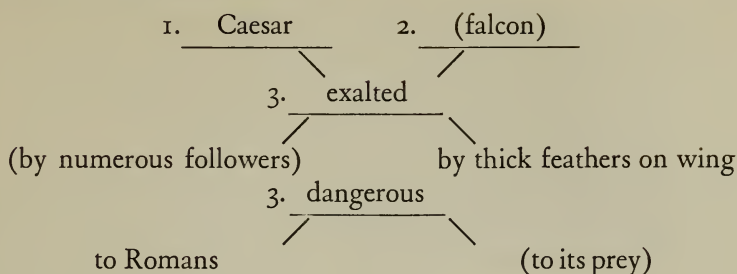 1. Caesar 2. (falcon)
3. exalted
(by numerous followers) by thick feathers on wing
3. dangerous
to Romans (to its prey)